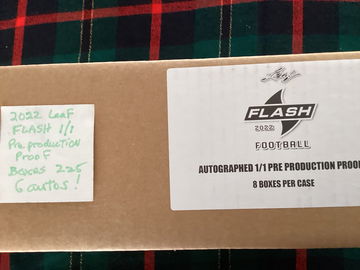 2022 Leaf
FLASH 1/1
Pre production
Proof
Boxes 225
6 autos!
Leaf
FLASH
2022
FOOTBALL
AUTOGRAPHED 1/1 PRE PRODUCTION PROOF
8 BOXES PER CASE